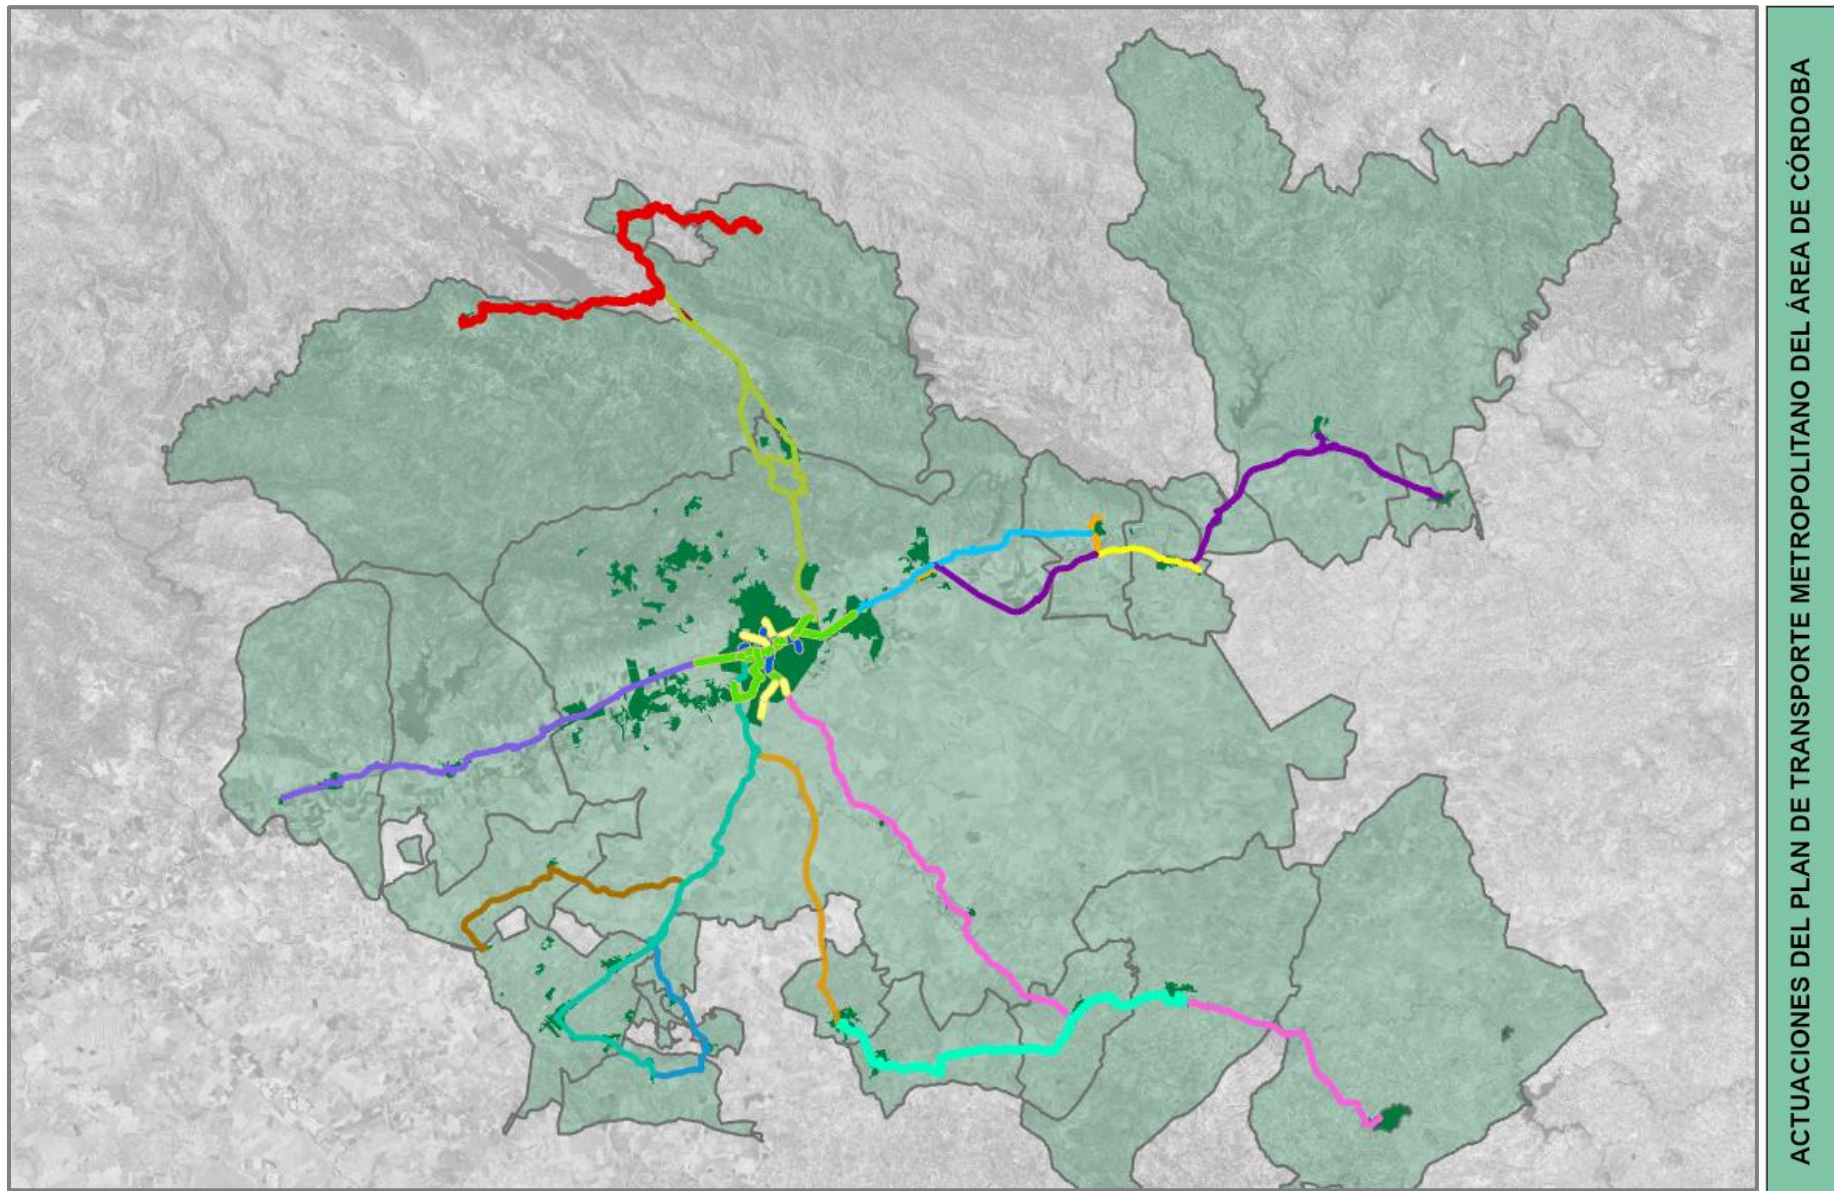 ACTUACIONES DEL PLAN DE TRANSPORTE METROPOLITANO DEL ÁREA DE CÓRDOBA